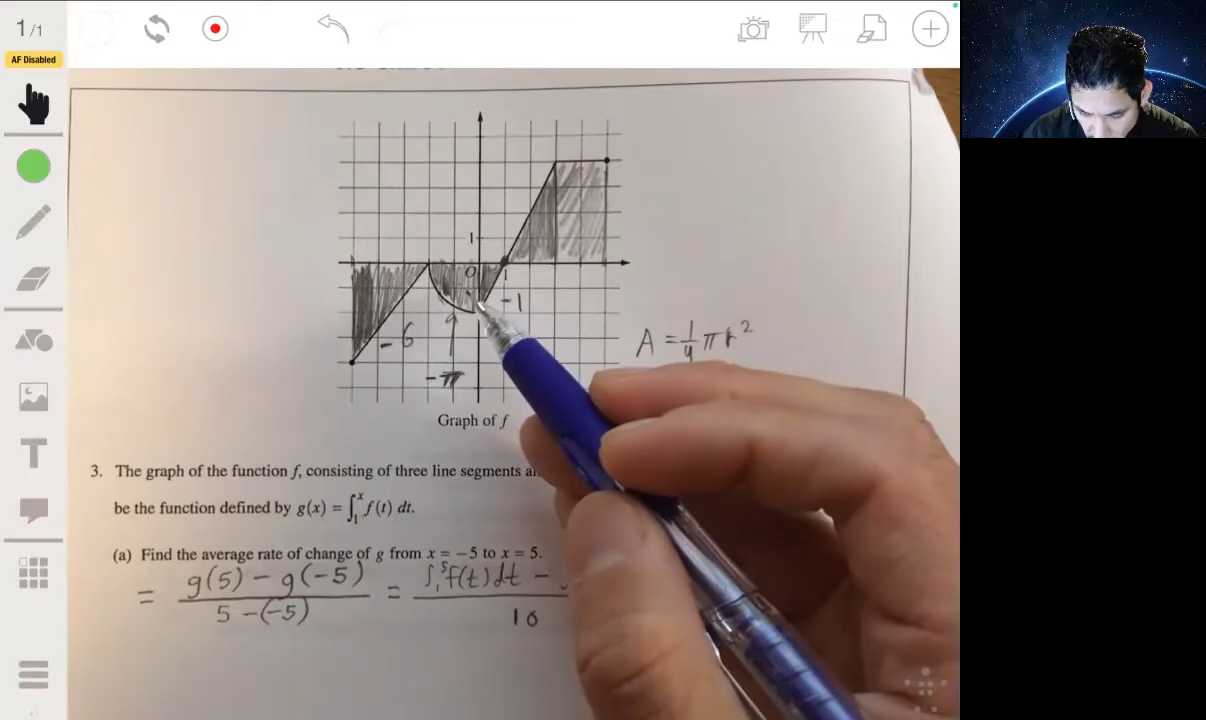 1/1
AF Disabled
1
O
1
-1
-6
-π
A = 1/4 πr²
Graph of f
3. The graph of the function f, consisting of three line segments
be the function defined by g(x) = ∫₁ˣ f(t) dt.
(a) Find the average rate of change of g from x = −5 to x = 5.
= g(5) - g(-5) / 5 - (-5) = ∫₁⁵ f(t) dt - / 10
T